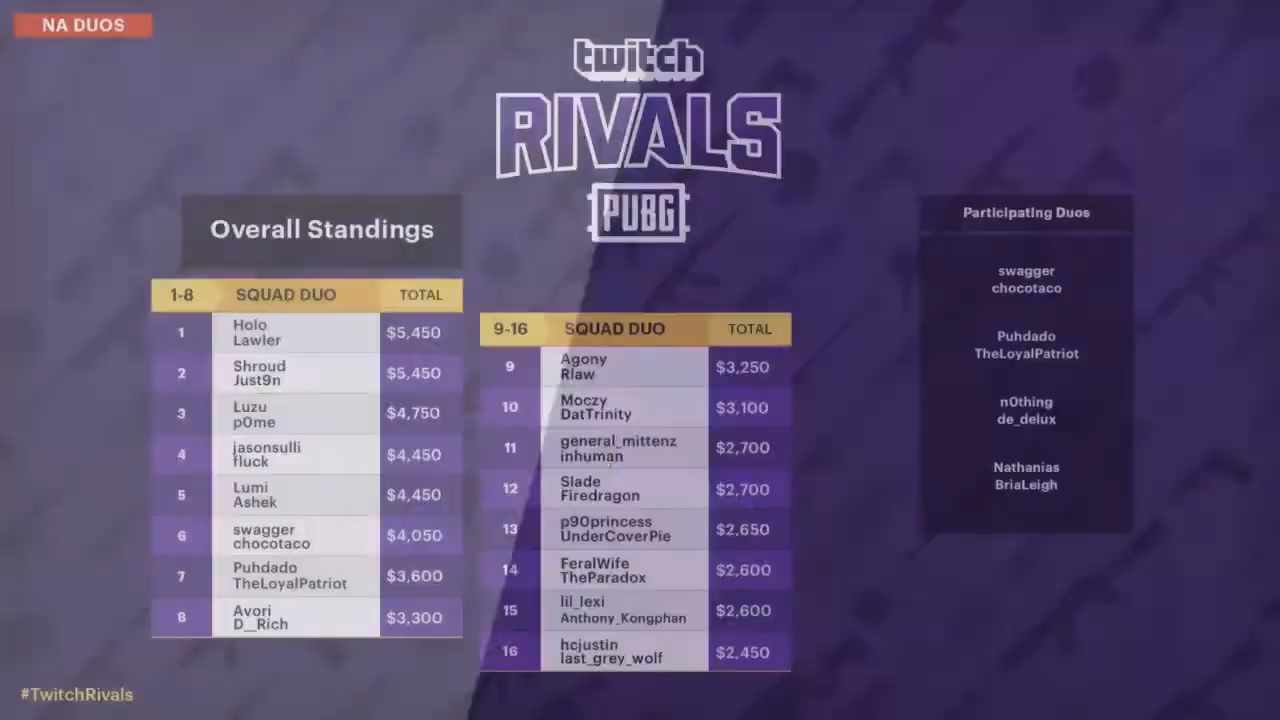 NA DUOS
twitch
RIVALS
PUBG
Overall Standings
1-8 SQUAD DUO TOTAL
1 Holo $5,450
Lawler
2 Shroud $5,450
Just9n
3 Luzu $4,750
p0me
4 jasonsulli $4,450
fluck
5 Lumi $4,450
Ashek
6 swagger $4,050
chocotaco
7 Puhdado $3,600
TheLoyalPatriot
8 Avori $3,300
D__Rich
9-16 SQUAD DUO TOTAL
9 Agony $3,250
Rlaw
10 Moczy $3,100
DatTrinity
11 general_mittenz $2,700
inhuman
12 Slade $2,700
Firedragon
13 p90princess $2,650
UnderCoverPie
14 FeralWife $2,600
TheParadox
15 lil_lexi $2,600
Anthony_Kongphan
16 hcjustin $2,450
last_grey_wolf
Participating Duos
swagger
chocotaco
Puhdado
TheLoyalPatriot
n0thing
de_delux
Nathanias
BriaLeigh
#TwitchRivals